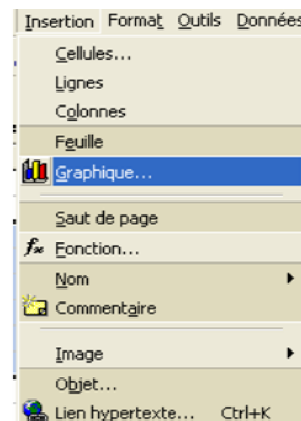 Insertion Format Outils Données
Cellules...
Lignes
Colonnes
Feuille
Graphique...
Saut de page
fx Fonction...
Nom
Commentaire
Image
Objet...
Lien hypertexte... Ctrl+K